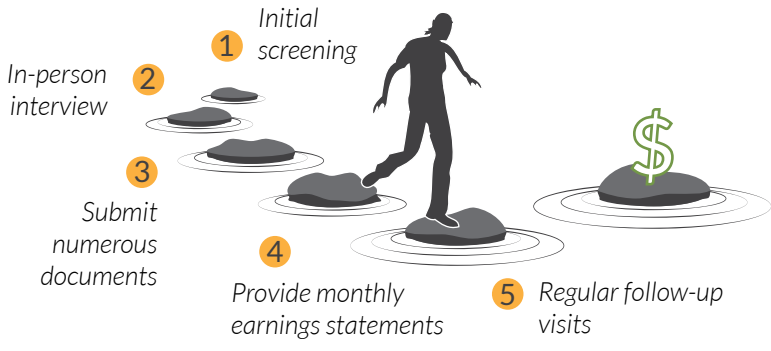 1
Initial
screening
2
In-person
interview
3
Submit
numerous
documents
4
Provide monthly
earnings statements
5
Regular follow-up
visits
$